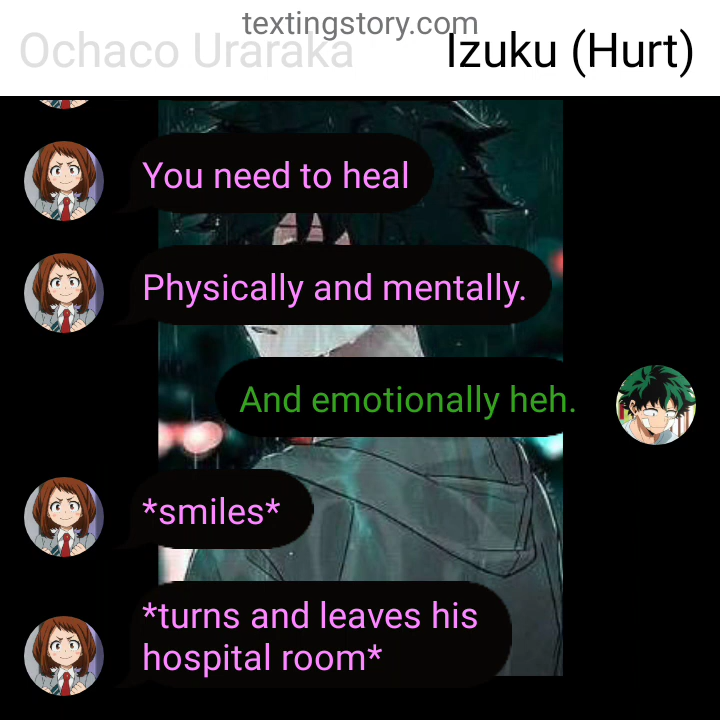 textingstory.com
Ochaco Uraraka
Izuku (Hurt)
You need to heal
Physically and mentally.
And emotionally heh.
*smiles*
*turns and leaves his
hospital room*